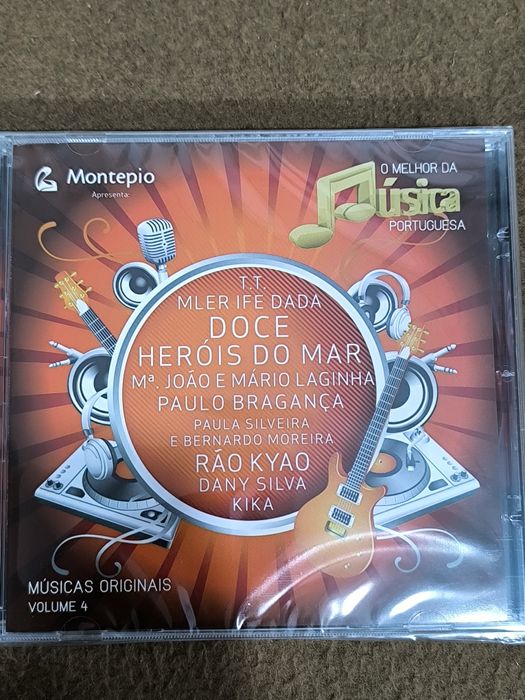 Montepio
Apresenta:
O MELHOR DA
Música
PORTUGUESA
T.T.
MLER IFE DADA
DOCE
HERÓIS DO MAR
Mª. JOÃO E MÁRIO LAGINHA
PAULO BRAGANÇA
PAULA SILVEIRA
E BERNARDO MOREIRA
RÃO KYAO
DANY SILVA
KIKA
MÚSICAS ORIGINAIS
VOLUME 4